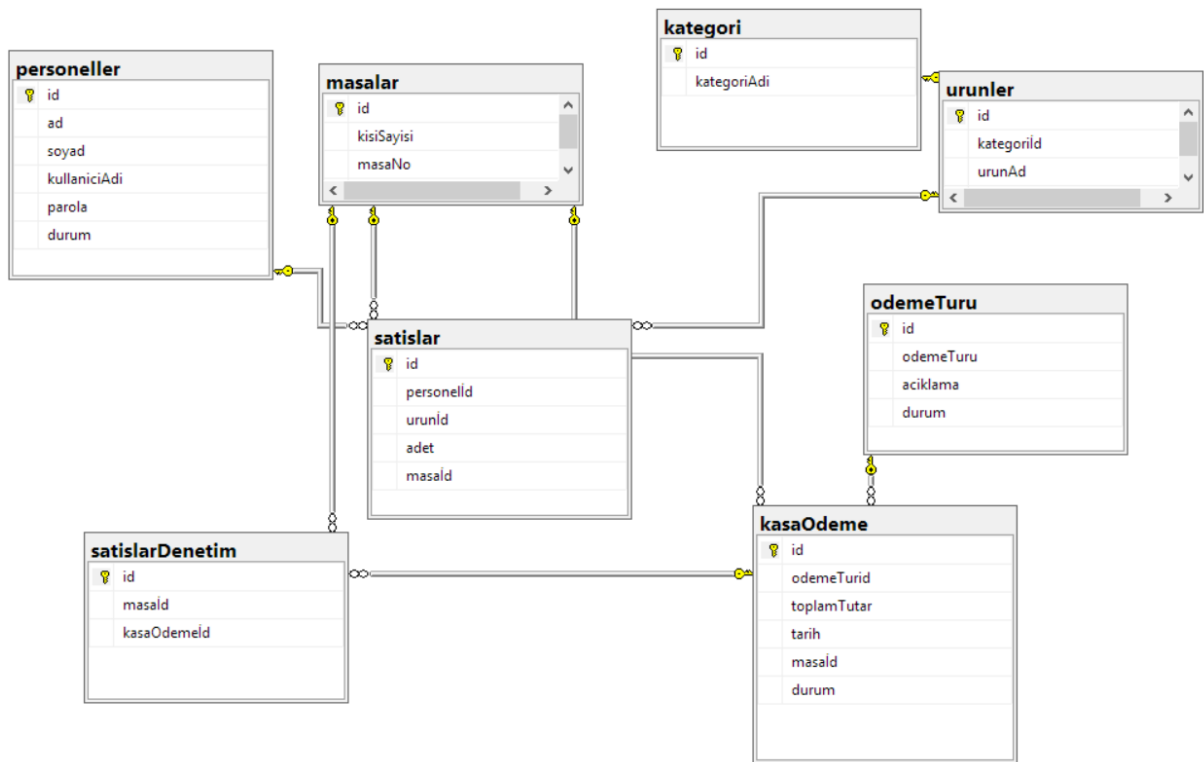 personeller
id
ad
soyad
kullaniciAdi
parola
durum
masalar
id
kisiSayisi
masaNo
kategori
id
kategoriAdi
urunler
id
kategoriİd
urunAd
satislar
id
personelİd
urunİd
adet
masaİd
odemeTuru
id
odemeTuru
aciklama
durum
satislarDenetim
id
masaİd
kasaOdemeİd
kasaOdeme
id
odemeTurid
toplamTutar
tarih
masaİd
durum